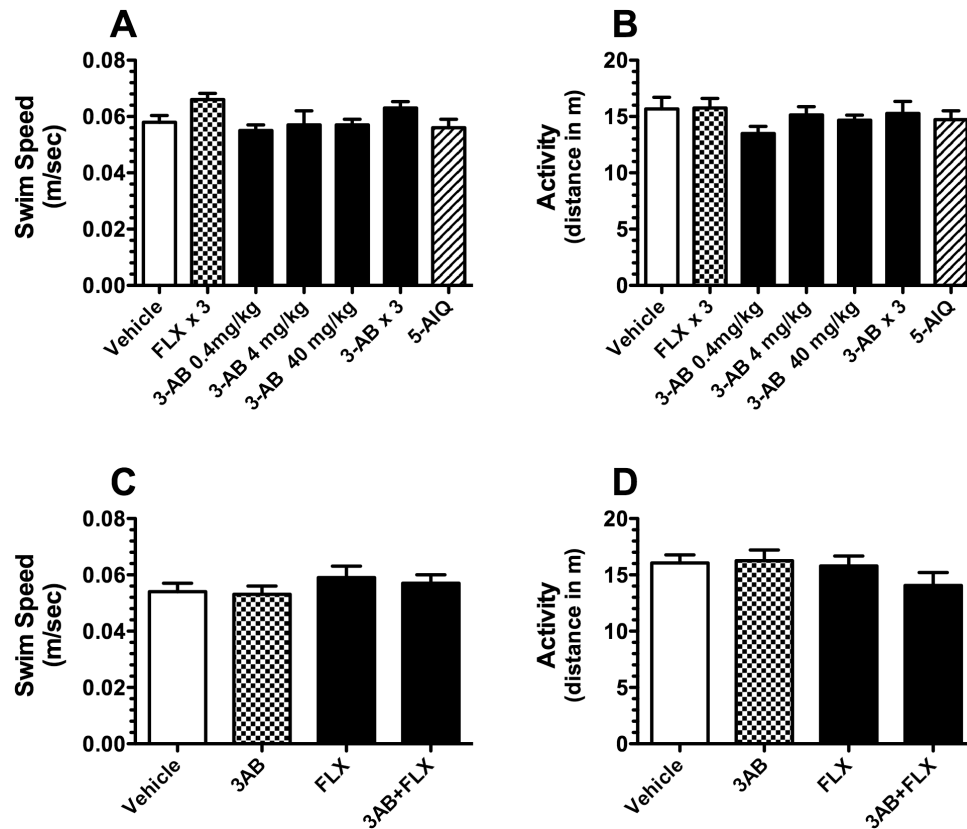 A
Swim Speed
(m/sec)
0.08
0.06
0.04
0.02
0.00
Vehicle
FLX x 3
3-AB 0.4mg/kg
3-AB 4 mg/kg
3-AB 40 mg/kg
3-AB x 3
5-AIQ
B
Activity
(distance in m)
20
15
10
5
0
Vehicle
FLX x 3
3-AB 0.4mg/kg
3-AB 4 mg/kg
3-AB 40 mg/kg
3-AB x 3
5-AIQ
C
Swim Speed
(m/sec)
0.08
0.06
0.04
0.02
0.00
Vehicle
3AB
FLX
3AB+FLX
D
Activity
(distance in m)
20
15
10
5
0
Vehicle
3AB
FLX
3AB+FLX